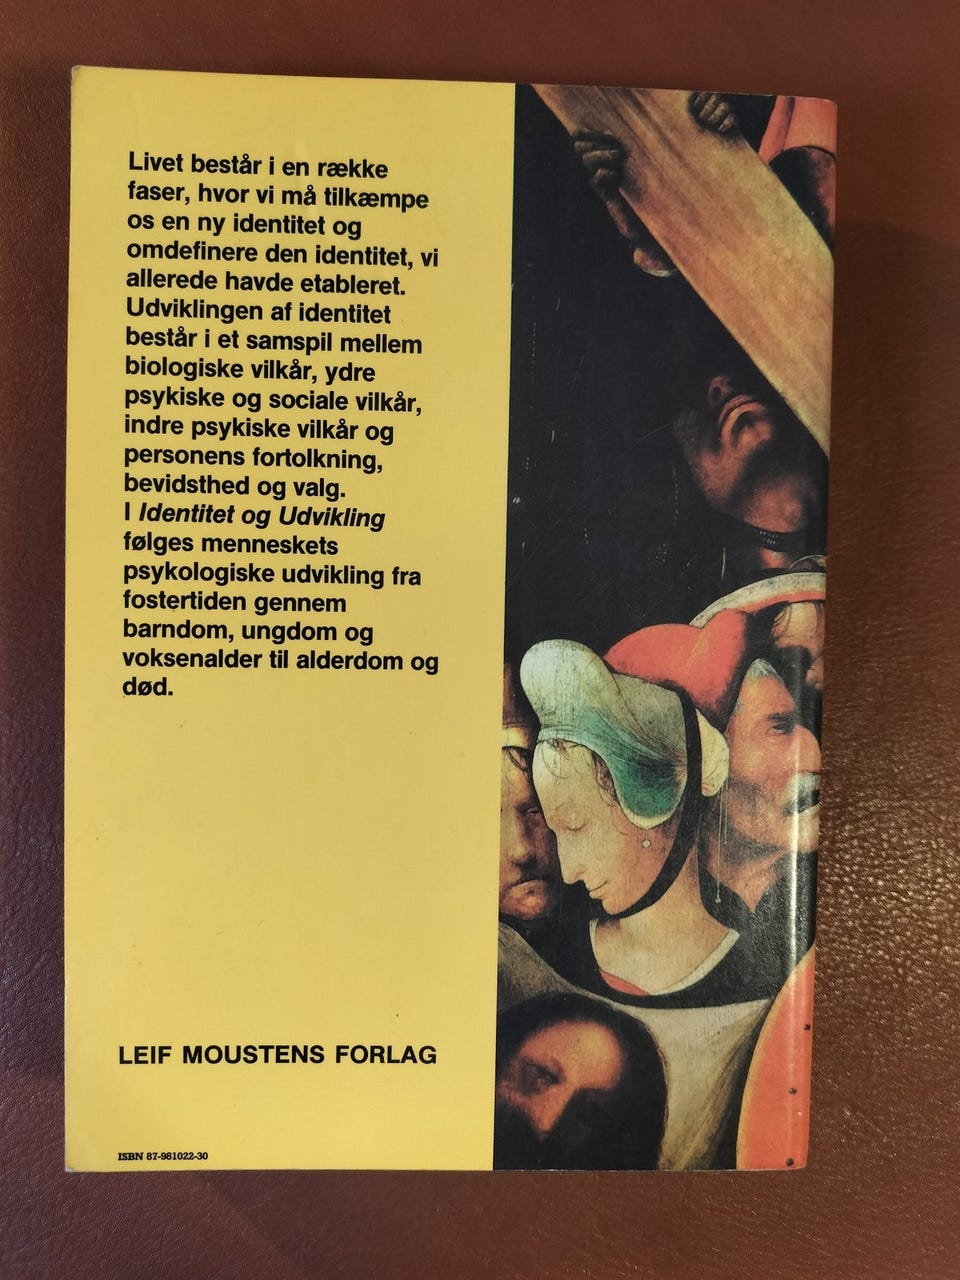 Livet består i en række
faser, hvor vi må tilkæmpe
os en ny identitet og
omdefinere den identitet, vi
allerede havde etableret.
Udviklingen af identitet
består i et samspil mellem
biologiske vilkår, ydre
psykiske og sociale vilkår,
indre psykiske vilkår og
personens fortolkning,
bevidsthed og valg.
I Identitet og Udvikling
følges menneskets
psykologiske udvikling fra
fostertiden gennem
barndom, ungdom og
voksenalder til alderdom og
død.
LEIF MOUSTENS FORLAG
ISBN 87-981022-30